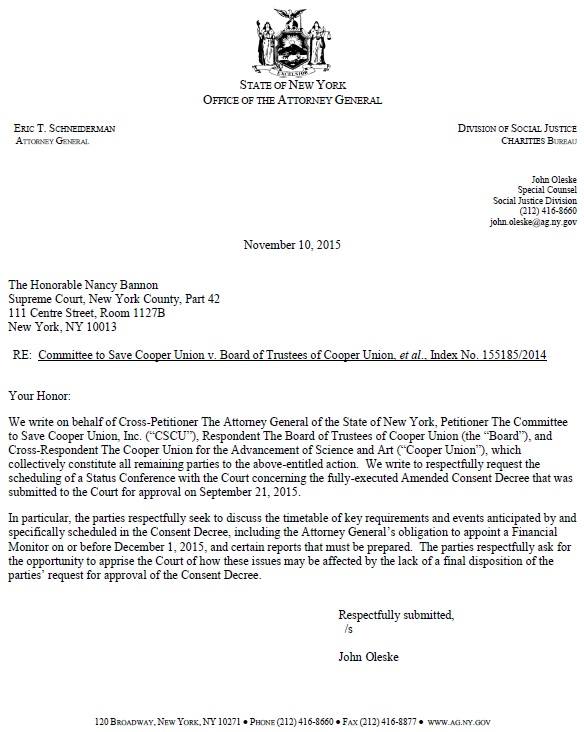 EXCELSIOR
STATE OF NEW YORK
OFFICE OF THE ATTORNEY GENERAL
ERIC T. SCHNEIDERMAN
ATTORNEY GENERAL
DIVISION OF SOCIAL JUSTICE
CHARITIES BUREAU
John Oleske
Special Counsel
Social Justice Division
(212) 416-8660
john.oleske@ag.ny.gov
November 10, 2015
The Honorable Nancy Bannon
Supreme Court, New York County, Part 42
111 Centre Street, Room 1127B
New York, NY 10013
RE: Committee to Save Cooper Union v. Board of Trustees of Cooper Union, et al., Index No. 155185/2014
Your Honor:
We write on behalf of Cross-Petitioner The Attorney General of the State of New York, Petitioner The Committee
to Save Cooper Union, Inc. (“CSCU”), Respondent The Board of Trustees of Cooper Union (the “Board”), and
Cross-Respondent The Cooper Union for the Advancement of Science and Art (“Cooper Union”), which
collectively constitute all remaining parties to the above-entitled action. We write to respectfully request the
scheduling of a Status Conference with the Court concerning the fully-executed Amended Consent Decree that was
submitted to the Court for approval on September 21, 2015.
In particular, the parties respectfully seek to discuss the timetable of key requirements and events anticipated by and
specifically scheduled in the Consent Decree, including the Attorney General’s obligation to appoint a Financial
Monitor on or before December 1, 2015, and certain reports that must be prepared. The parties respectfully ask for
the opportunity to apprise the Court of how these issues may be affected by the lack of a final disposition of the
parties’ request for approval of the Consent Decree.
Respectfully submitted,
/s
John Oleske
120 BROADWAY, NEW YORK, NY 10271 ● PHONE (212) 416-8660 ● FAX (212) 416-8877 ● WWW.AG.NY.GOV